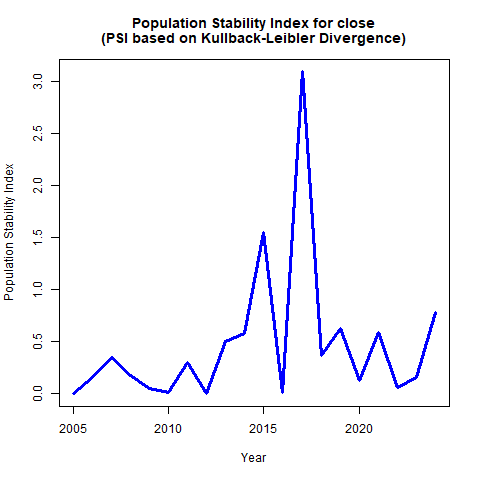 Population Stability Index for close
(PSI based on Kullback-Leibler Divergence)
Population Stability Index
3.0
2.5
2.0
1.5
1.0
0.5
0.0
2005
2010
2015
2020
Year